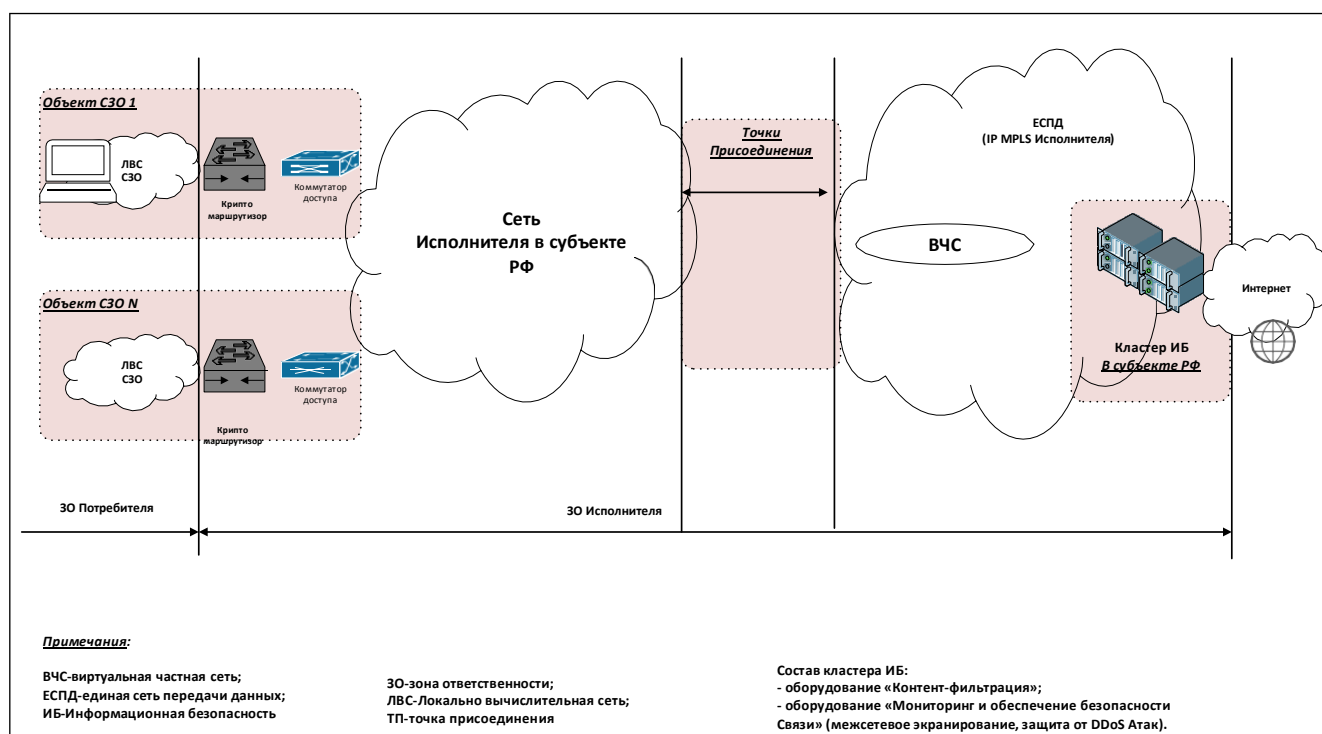 Объект СЗО 1
ЛВС
СЗО
Крипто
маршрутизор
Коммутатор
доступа
Объект СЗО N
ЛВС
СЗО
Крипто
маршрутизор
Коммутатор
доступа
Сеть
Исполнителя в субъекте
РФ
Точки
Присоединения
ЕСПД
(IP MPLS Исполнителя)
ВЧС
Кластер ИБ
В субъекте РФ
Интернет
ЗО Потребителя
ЗО Исполнителя
Примечания:
ВЧС-виртуальная частная сеть;
ЕСПД-единая сеть передачи данных;
ИБ-Информационная безопасность
ЗО-зона ответственности;
ЛВС-Локально вычислительная сеть;
ТП-точка присоединения
Состав кластера ИБ:
- оборудование «Контент-фильтрация»;
- оборудование «Мониторинг и обеспечение безопасности
Связи» (межсетевое экранирование, защита от DDoS Атак).